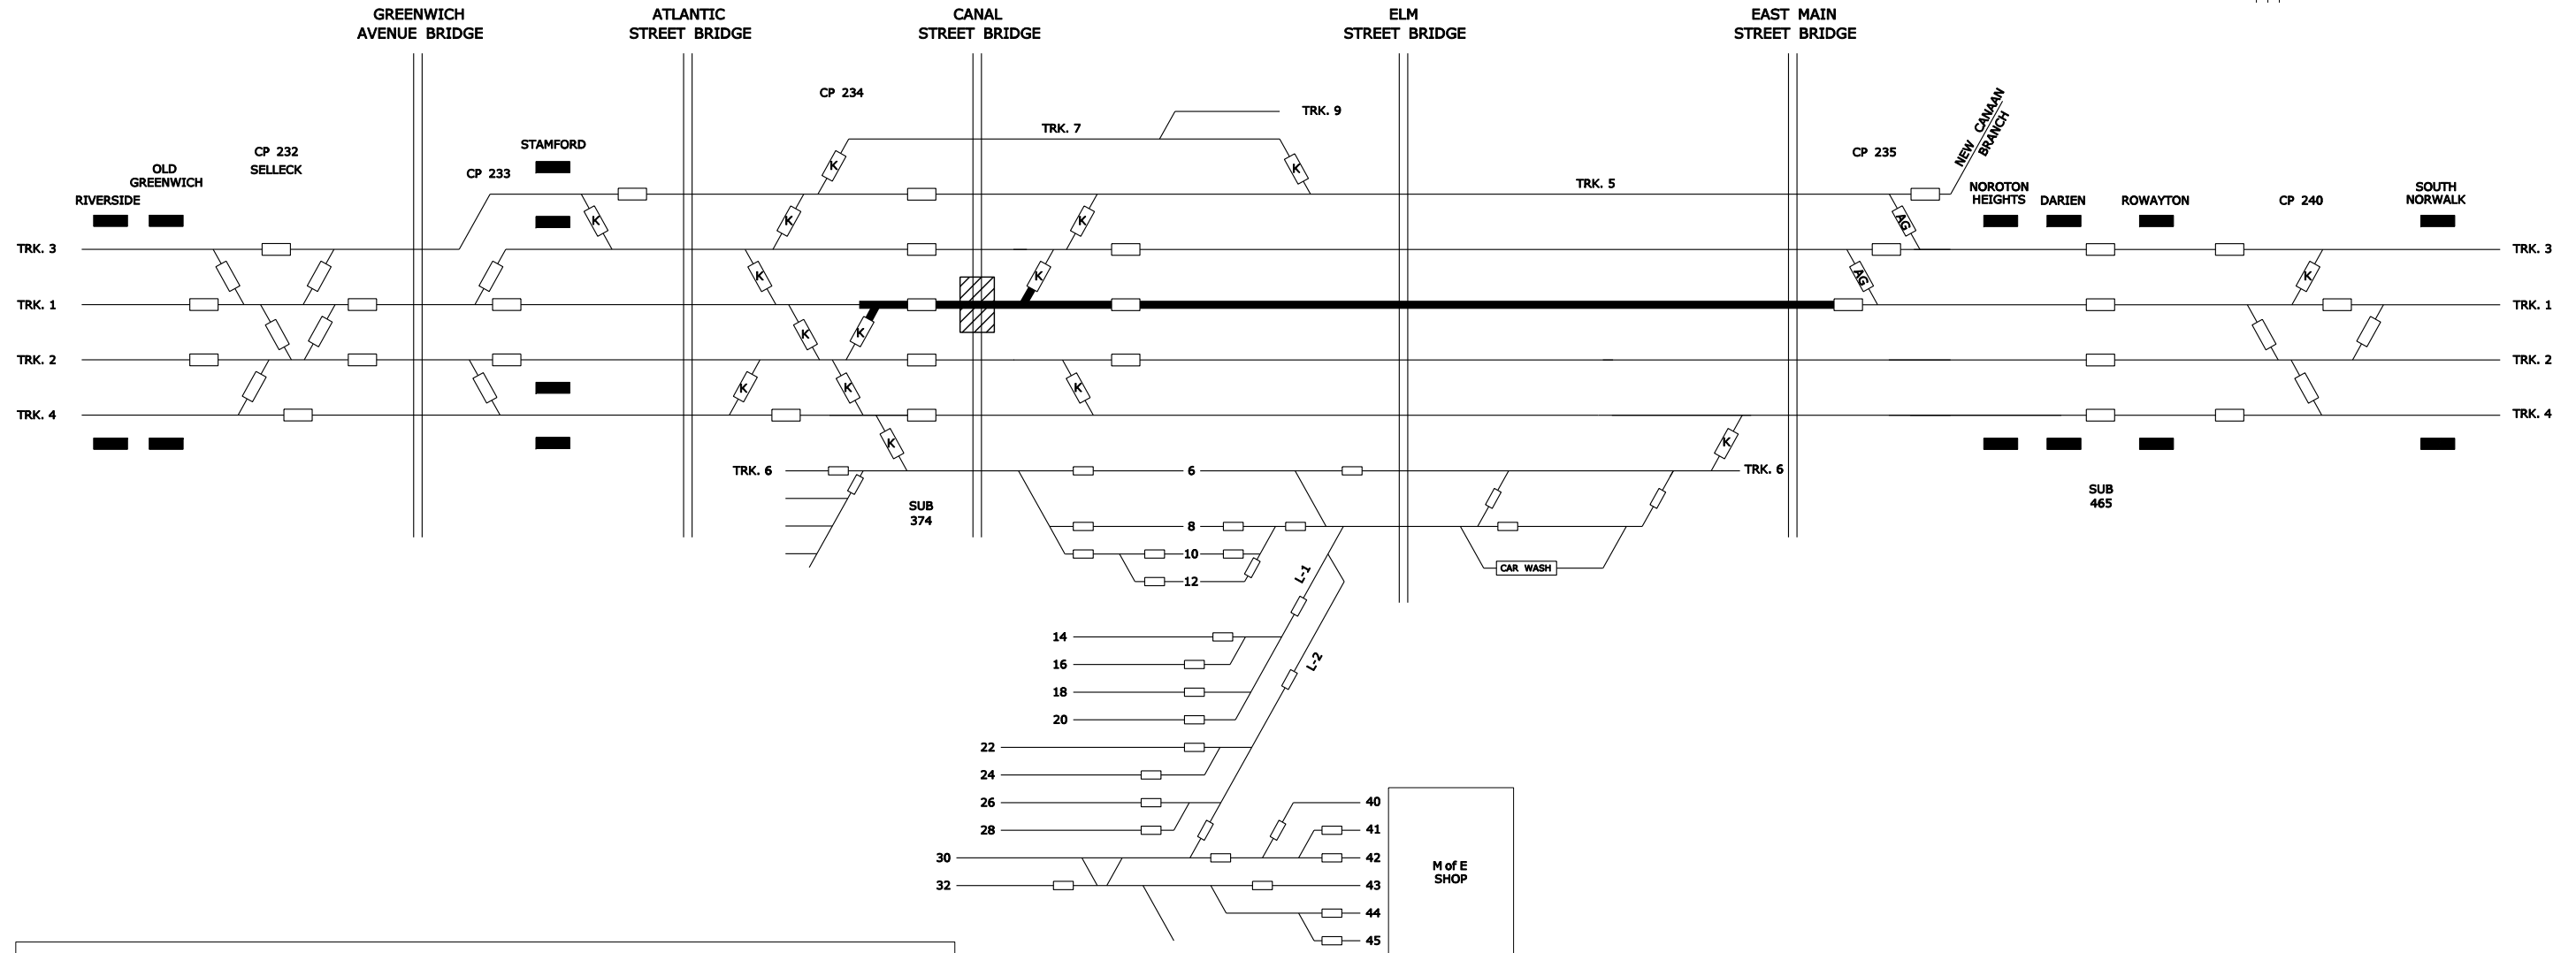 GREENWICH
AVENUE BRIDGE
ATLANTIC
STREET BRIDGE
CANAL
STREET BRIDGE
ELM
STREET BRIDGE
EAST MAIN
STREET BRIDGE
CP 234
TRK. 9
TRK. 7
NEW CANAAN
BRANCH
STAMFORD
CP 232
SELLECK
CP 235
OLD
GREENWICH
CP 233
K
K
TRK. 5
RIVERSIDE
NOROTON
HEIGHTS
DARIEN
ROWAYTON
CP 240
SOUTH
NORWALK
K
K
K
AG
TRK. 3
TRK. 3
K
K
AG
K
TRK. 1
TRK. 1
K
K
TRK. 2
TRK. 2
K
K
K
TRK. 4
TRK. 4
K
K
TRK. 6
6
TRK. 6
SUB
374
SUB
465
8
10
12
CAR WASH
L-1
14
16
L-2
18
20
22
24
26
28
30
32
40
41
42
43
44
45
M of E
SHOP